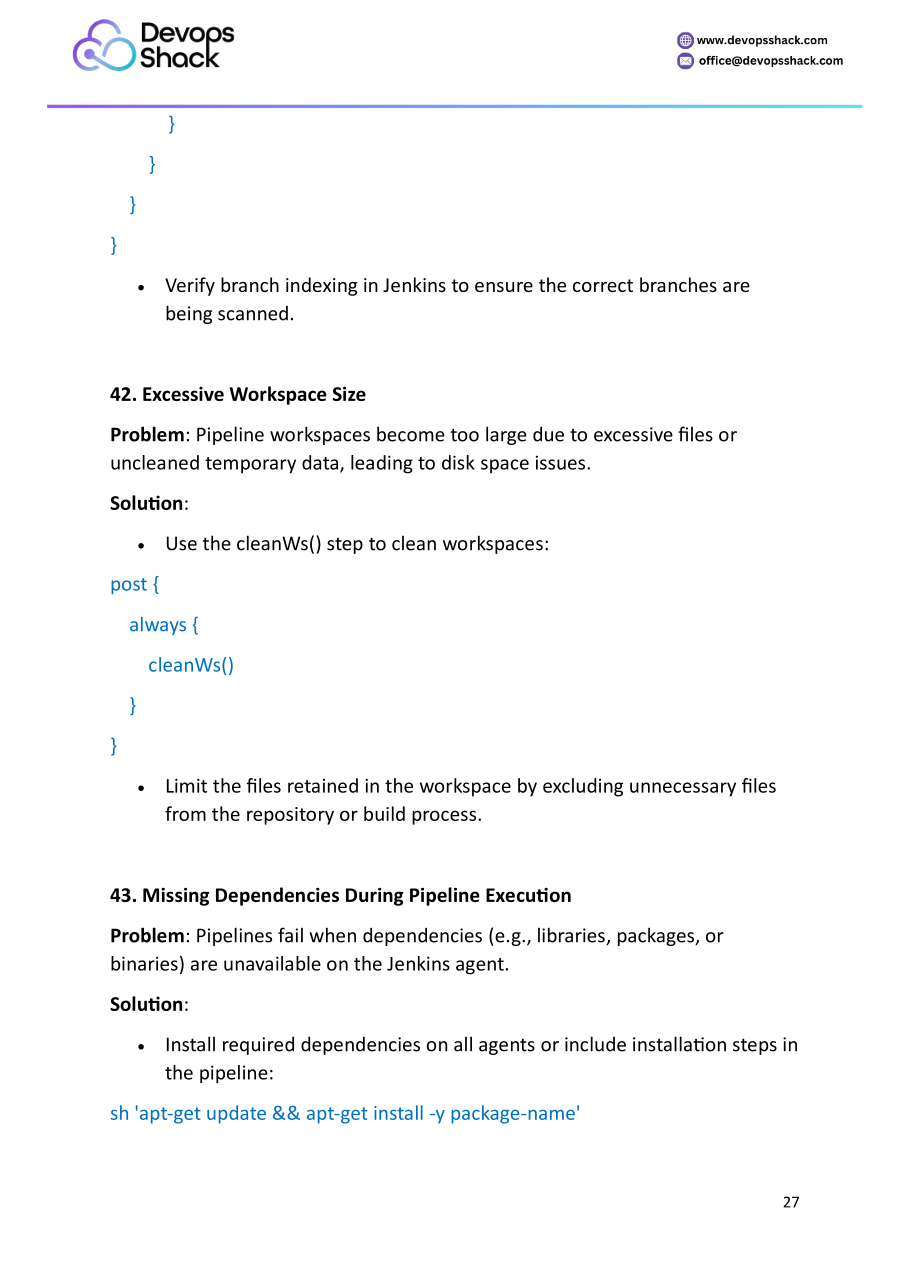 Devops
Shack
www.devopsshack.com
office@devopsshack.com
}
}
}
}
• Verify branch indexing in Jenkins to ensure the correct branches are
being scanned.
42. Excessive Workspace Size
Problem: Pipeline workspaces become too large due to excessive files or
uncleaned temporary data, leading to disk space issues.
Solution:
• Use the cleanWs() step to clean workspaces:
post {
always {
cleanWs()
}
}
• Limit the files retained in the workspace by excluding unnecessary files
from the repository or build process.
43. Missing Dependencies During Pipeline Execution
Problem: Pipelines fail when dependencies (e.g., libraries, packages, or
binaries) are unavailable on the Jenkins agent.
Solution:
• Install required dependencies on all agents or include installation steps in
the pipeline:
sh 'apt-get update && apt-get install -y package-name'
27